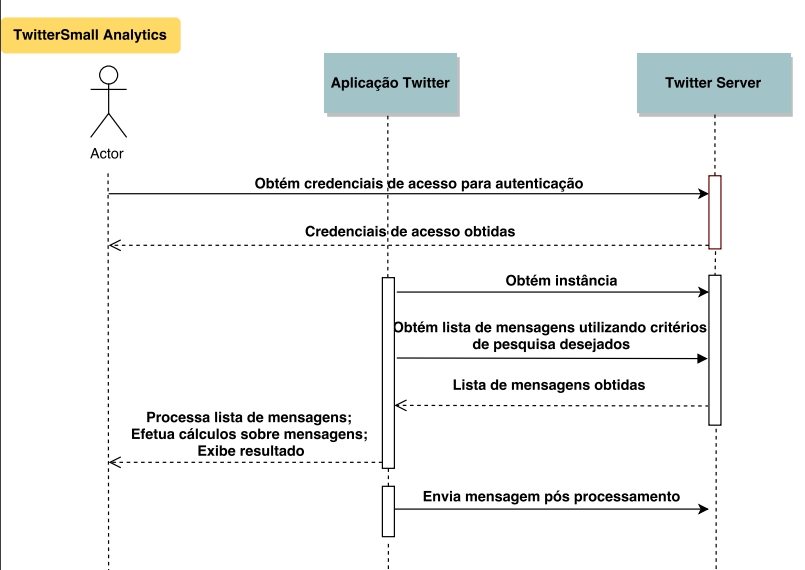 TwitterSmall Analytics
Aplicação Twitter
Twitter Server
Actor
Obtém credenciais de acesso para autenticação
Credenciais de acesso obtidas
Obtém instância
Obtém lista de mensagens utilizando critérios
de pesquisa desejados
Lista de mensagens obtidas
Processa lista de mensagens;
Efetua cálculos sobre mensagens;
Exibe resultado
Envia mensagem pós processamento